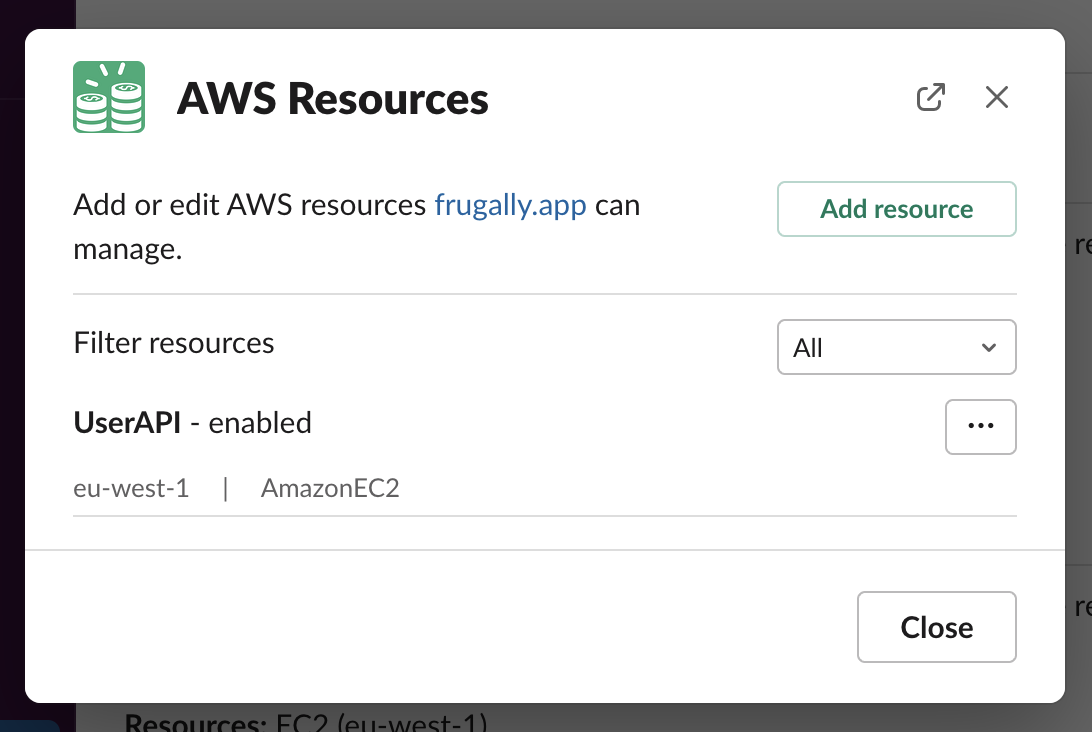 AWS Resources
Add or edit AWS resources frugally.app can
manage.
Add resource
Filter resources
All
UserAPI - enabled
...
eu-west-1 | AmazonEC2
Close
re
re
Resources: EC2 (eu-west-1)